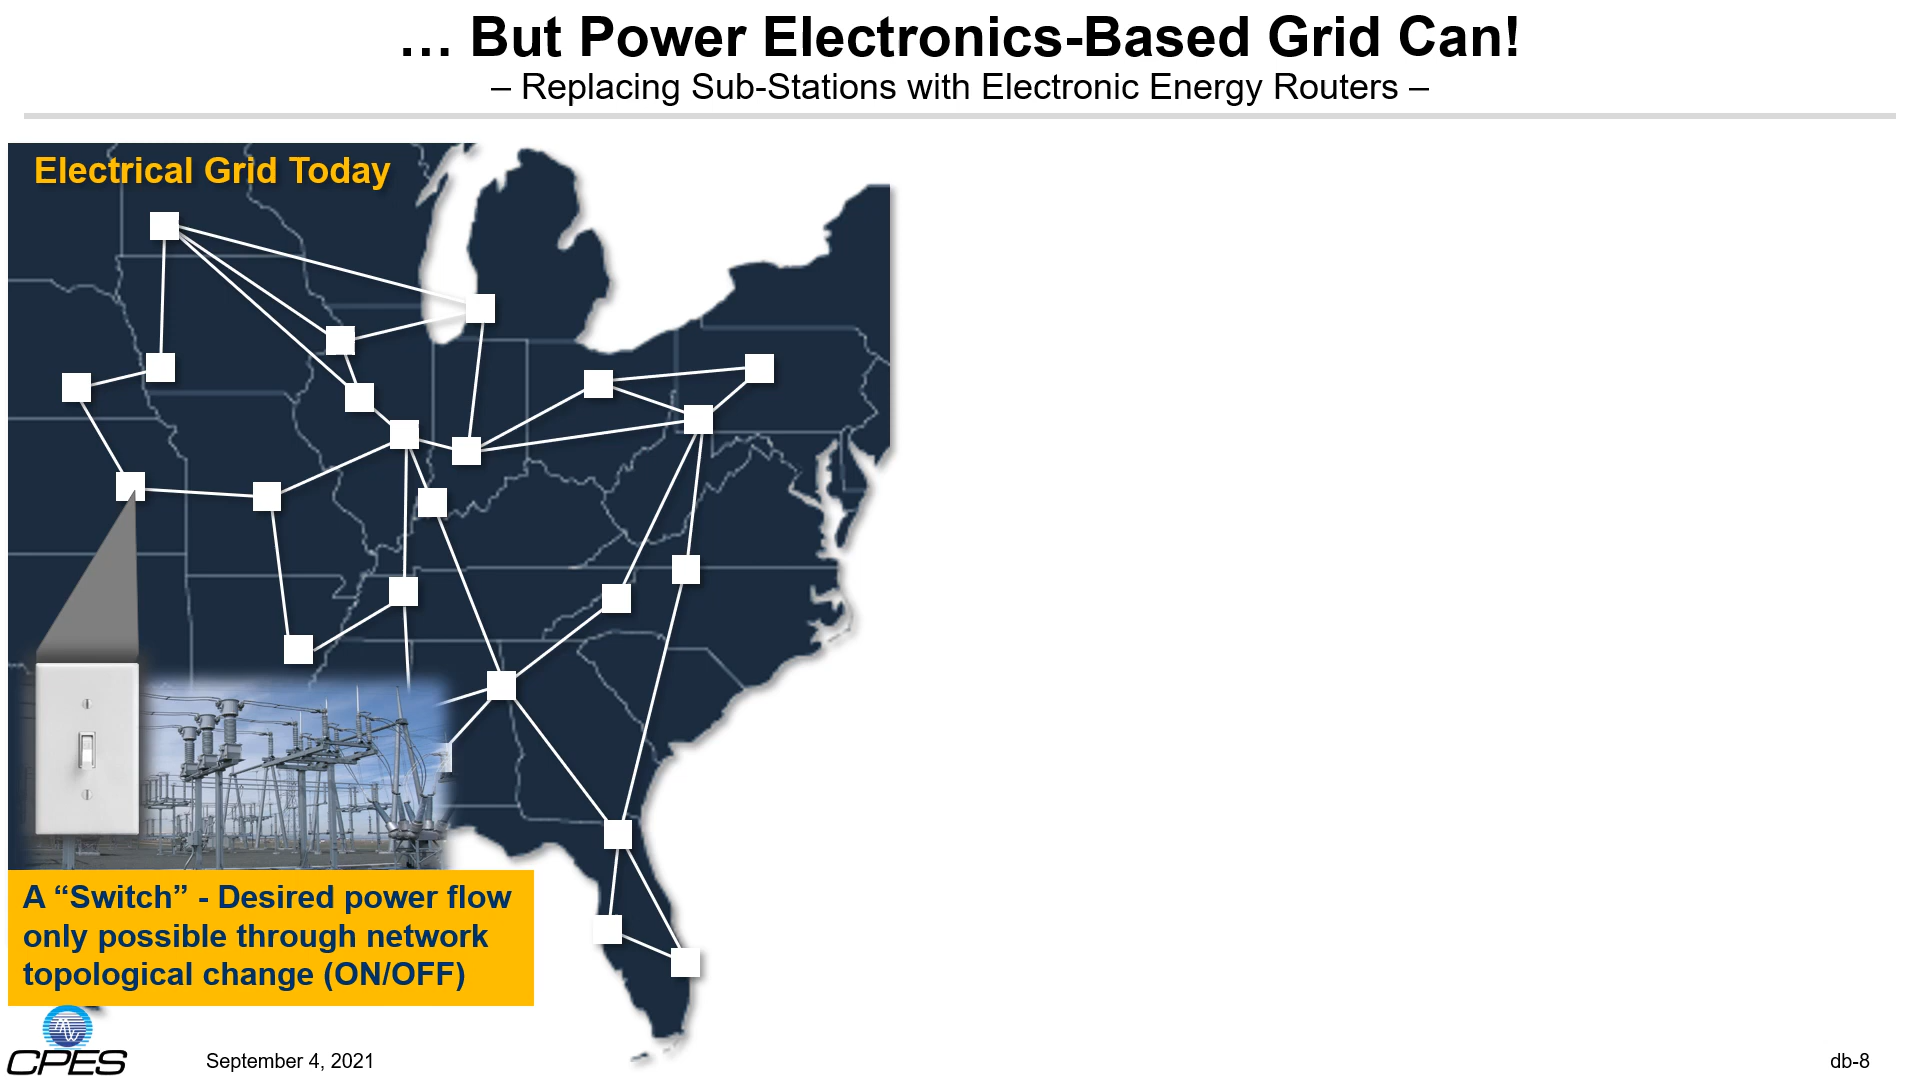 … But Power Electronics-Based Grid Can!
– Replacing Sub-Stations with Electronic Energy Routers –
Electrical Grid Today
A “Switch” - Desired power flow
only possible through network
topological change (ON/OFF)
CPES
September 4, 2021
db-8